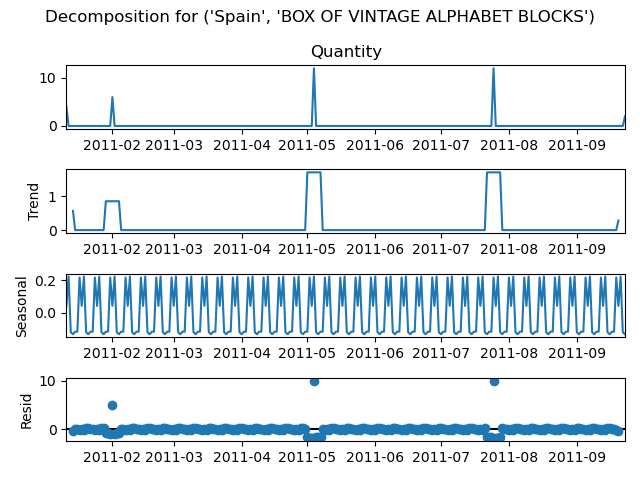 Decomposition for ('Spain', 'BOX OF VINTAGE ALPHABET BLOCKS')
Quantity
10
0
2011-02 2011-03 2011-04 2011-05 2011-06 2011-07 2011-08 2011-09
Trend
1
0
2011-02 2011-03 2011-04 2011-05 2011-06 2011-07 2011-08 2011-09
Seasonal
0.2
0.0
2011-02 2011-03 2011-04 2011-05 2011-06 2011-07 2011-08 2011-09
Resid
10
0
2011-02 2011-03 2011-04 2011-05 2011-06 2011-07 2011-08 2011-09